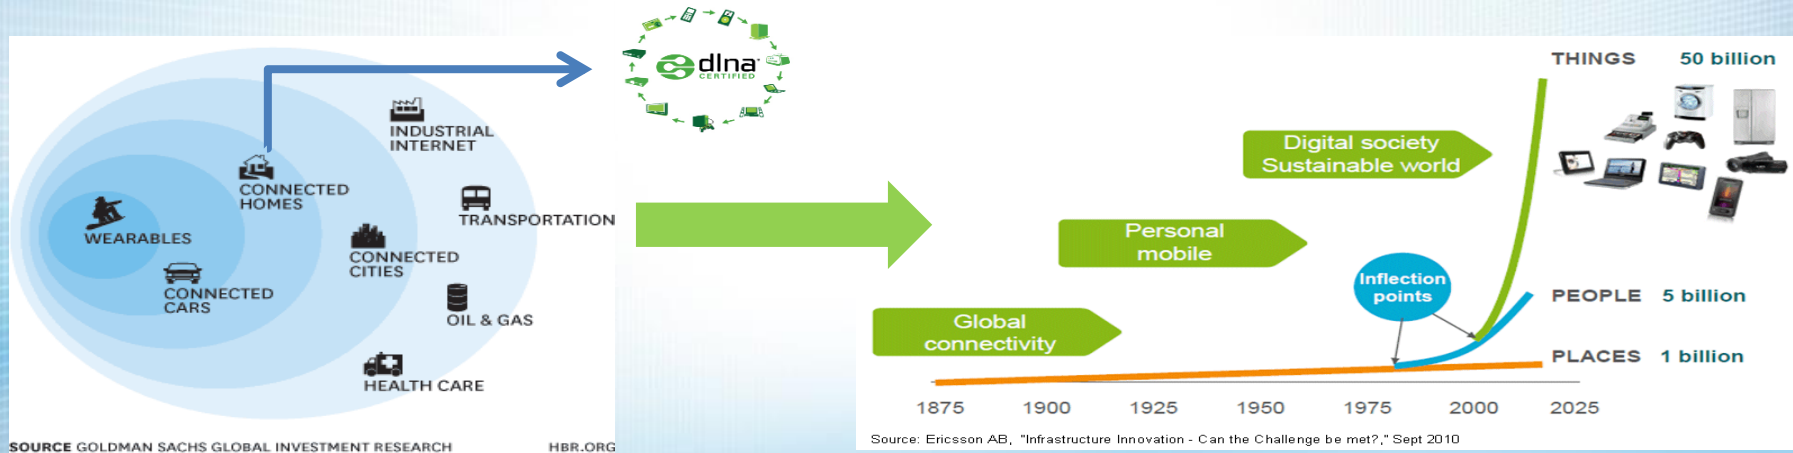 dlna
CERTIFIED
INDUSTRIAL
INTERNET
CONNECTED
HOMES
TRANSPORTATION
WEARABLES
CONNECTED
CITIES
CONNECTED
CARS
OIL & GAS
HEALTH CARE
SOURCE GOLDMAN SACHS GLOBAL INVESTMENT RESEARCH
HBR.ORG
THINGS 50 billion
Digital society
Sustainable world
Personal
mobile
Inflection
points
PEOPLE 5 billion
Global
connectivity
PLACES 1 billion
1875 1900 1925 1950 1975 2000 2025
Source: Ericsson AB, "Infrastructure Innovation - Can the Challenge be met?," Sept 2010